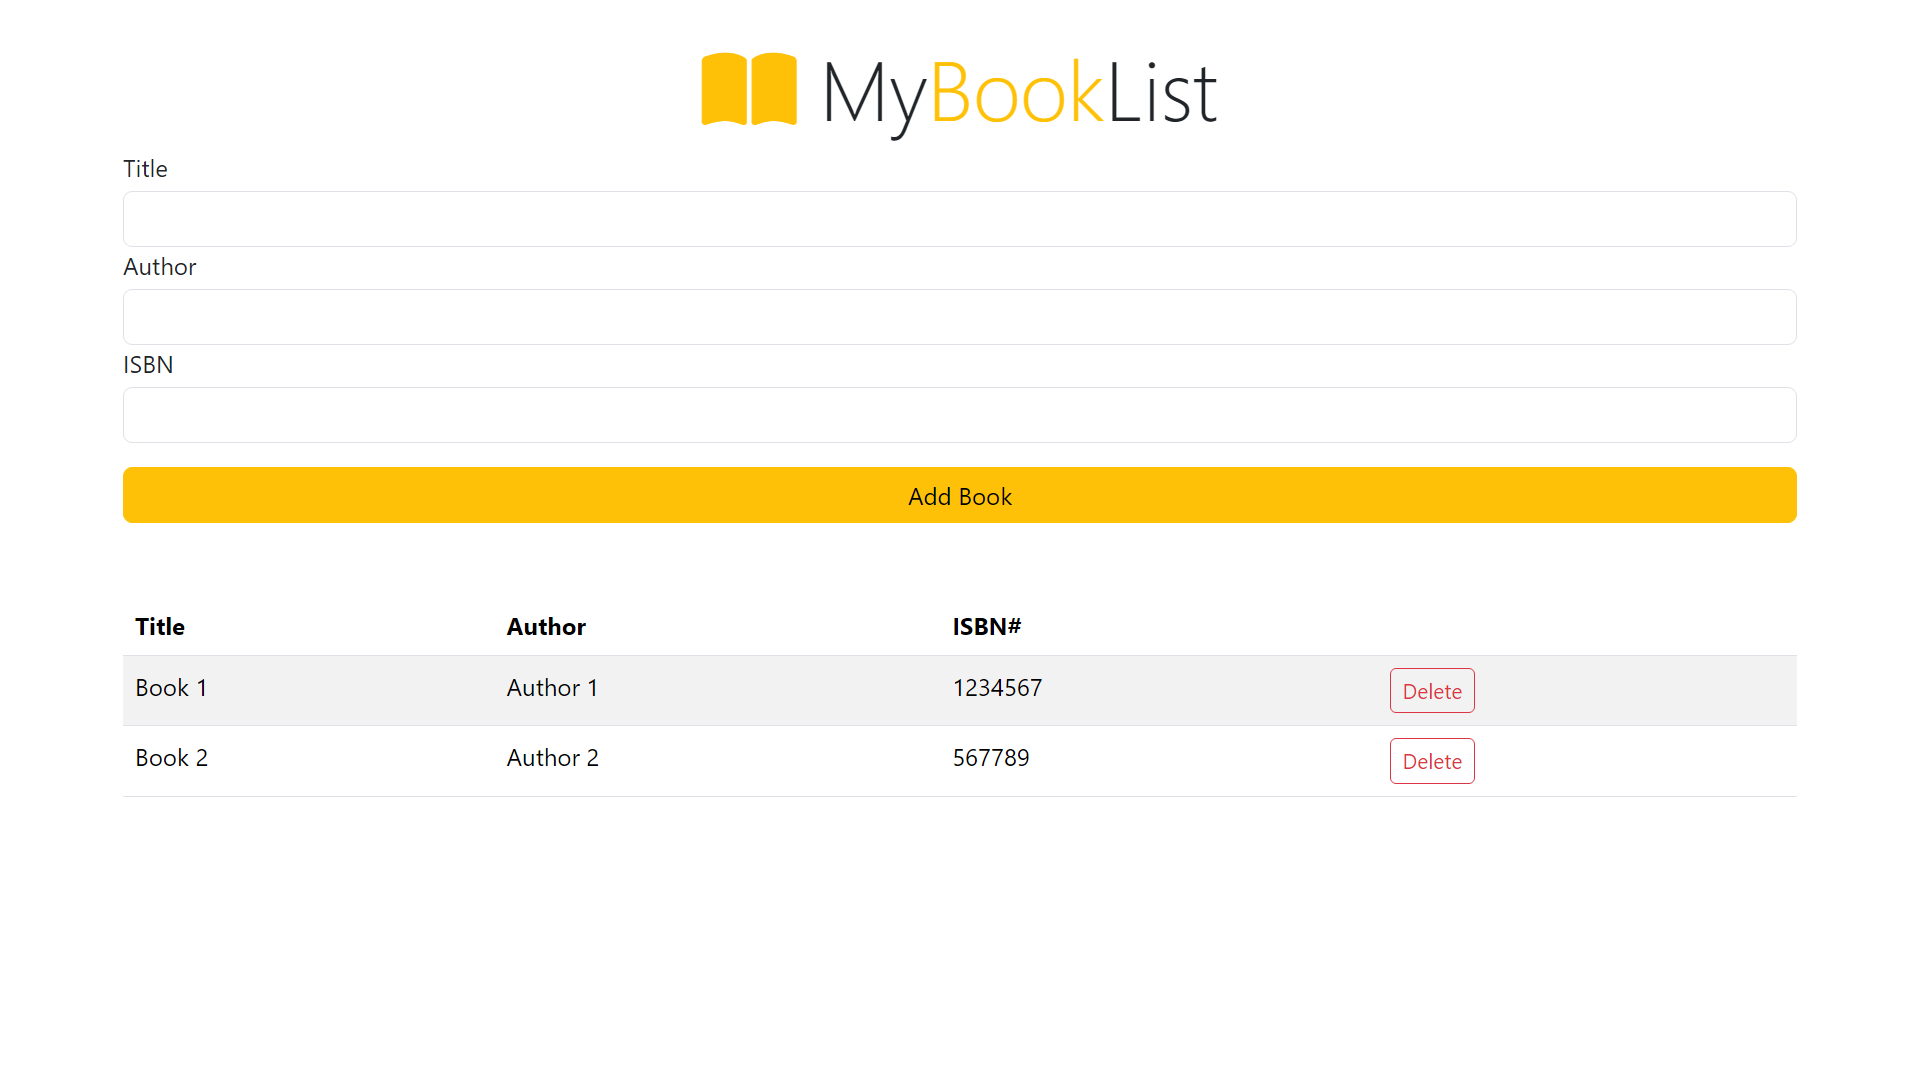 MyBookList
Title
Author
ISBN
Add Book
Title Author ISBN#
Book 1 Author 1 1234567 Delete
Book 2 Author 2 567789 Delete